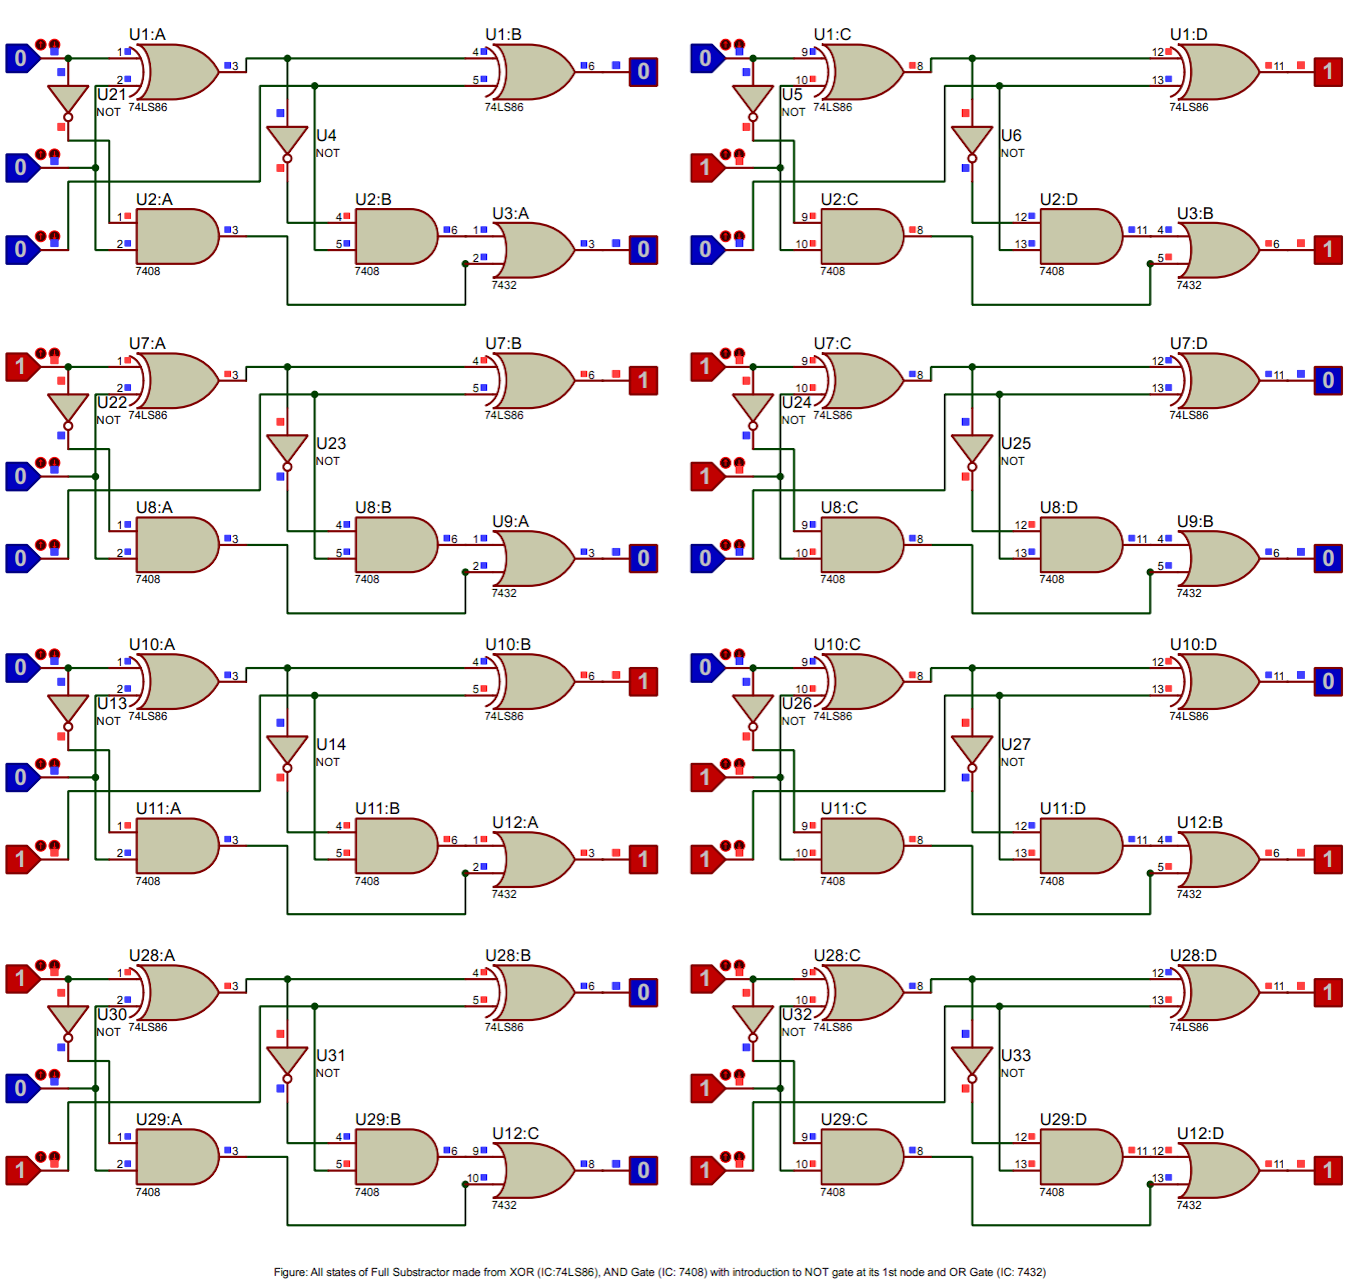 U1:A U1:B U1:C U1:D
0 1 3 4 6 0 0 9 8 12 11 1
2 5 10 13
U21 74LS86 74LS86 U5 74LS86 74LS86
NOT NOT
U4 U6
NOT NOT
0 1
U2:A U2:B U3:A U2:C U2:D U3:B
1 4 9 12
0 2 3 5 6 1 3 0 0 10 8 13 11 4 6 1
2 5
7408 7408 7432 7408 7408 7432
U7:A U7:B U7:C U7:D
1 1 3 4 6 1 1 9 8 12 11 0
2 5 10 13
U22 74LS86 74LS86 U24 74LS86 74LS86
NOT NOT
U23 U25
NOT NOT
0 1
U8:A U8:B U9:A U8:C U8:D U9:B
1 4 9 12
0 2 3 5 6 1 3 0 0 10 8 13 11 4 6 0
2 5
7408 7408 7432 7408 7408 7432
U10:A U10:B U10:C U10:D
0 1 3 4 6 1 0 9 8 12 11 0
2 5 10 13
U13 74LS86 74LS86 U26 74LS86 74LS86
NOT NOT
U14 U27
NOT NOT
0 1
U11:A U11:B U12:A U11:C U11:D U12:B
1 4 9 12
1 2 3 5 6 1 3 1 1 10 8 13 11 4 6 1
2 5
7408 7408 7432 7408 7408 7432
U28:A U28:B U28:C U28:D
1 1 3 4 6 0 1 9 8 12 11 1
2 5 10 13
U30 74LS86 74LS86 U32 74LS86 74LS86
NOT NOT
U31 U33
NOT NOT
0 1
U29:A U29:B U12:C U29:C U29:D U12:D
1 4 9 12
1 2 3 5 6 9 8 0 1 10 8 13 11 12 11 1
10 13
7408 7408 7432 7408 7408 7432
Figure: All states of Full Substractor made from XOR (IC:74LS86), AND Gate (IC: 7408) with introduction to NOT gate at its 1st node and OR Gate (IC: 7432)